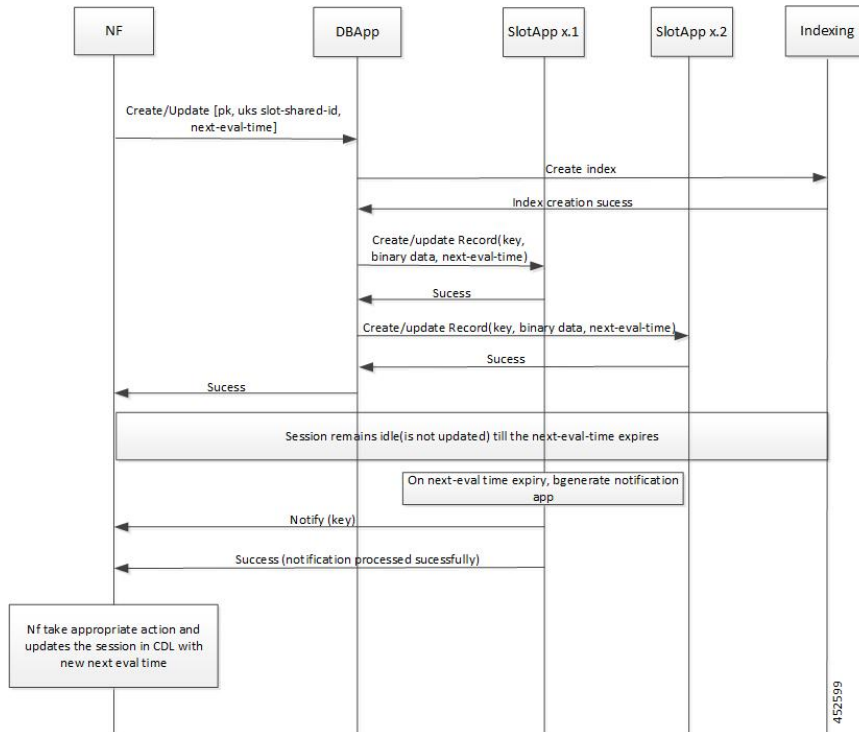 NF
DBApp
SlotApp x.1
SlotApp x.2
Indexing
Create/Update [pk, uks slot-shared-id,
next-eval-time]
Create index
Index creation sucess
Create/update Record(key,
binary data, next-eval-time)
Sucess
Create/update Record(key, binary data, next-eval-time)
Sucess
Sucess
Session remains idle(is not updated) till the next-eval-time expires
On next-eval time expiry, bgenerate notification
app
Notify (key)
Success (notification processed sucessfully)
Nf take appropriate action and
updates the session in CDL with
new next eval time
452599